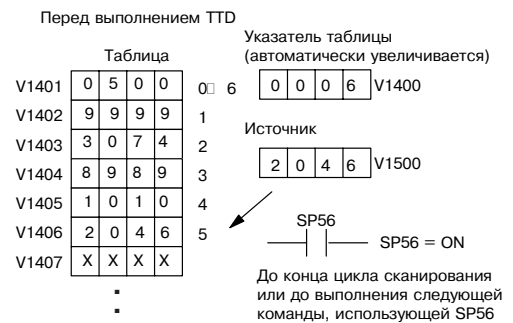 Перед выполнением TTD
Указатель таблицы
(автоматически увеличивается)
Таблица
V1401 0 5 0 0 0□ 6
0 0 0 6 V1400
V1402 9 9 9 9 1
Источник
V1403 3 0 7 4 2
2 0 4 6 V1500
V1404 8 9 8 9 3
V1405 1 0 1 0 4
V1406 2 0 4 6 5
SP56
SP56 = ON
V1407 X X X X
До конца цикла сканирования
или до выполнения следующей
команды, использующей SP56